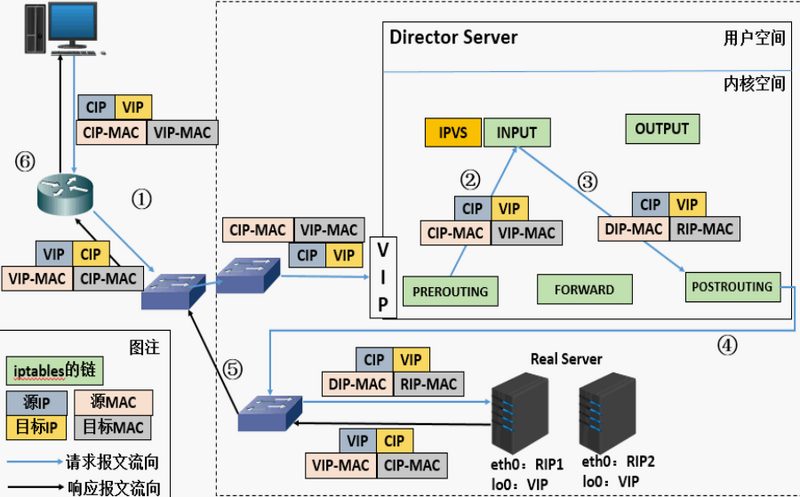 Director Server
用户空间
内核空间
CIP VIP
CIP-MAC VIP-MAC
IPVS INPUT
OUTPUT
⑥
①
②
③
CIP VIP
CIP-MAC VIP-MAC
CIP VIP
DIP-MAC RIP-MAC
CIP-MAC VIP-MAC
CIP VIP
VIP
VIP CIP
VIP-MAC CIP-MAC
PREROUTING
FORWARD
POSTROUTING
④
图注
iptables的链
源IP 源MAC
目标IP 目标MAC
请求报文流向
响应报文流向
⑤
CIP VIP
DIP-MAC RIP-MAC
VIP CIP
VIP-MAC CIP-MAC
Real Server
eth0：RIP1
lo0：VIP
eth0：RIP2
lo0：VIP